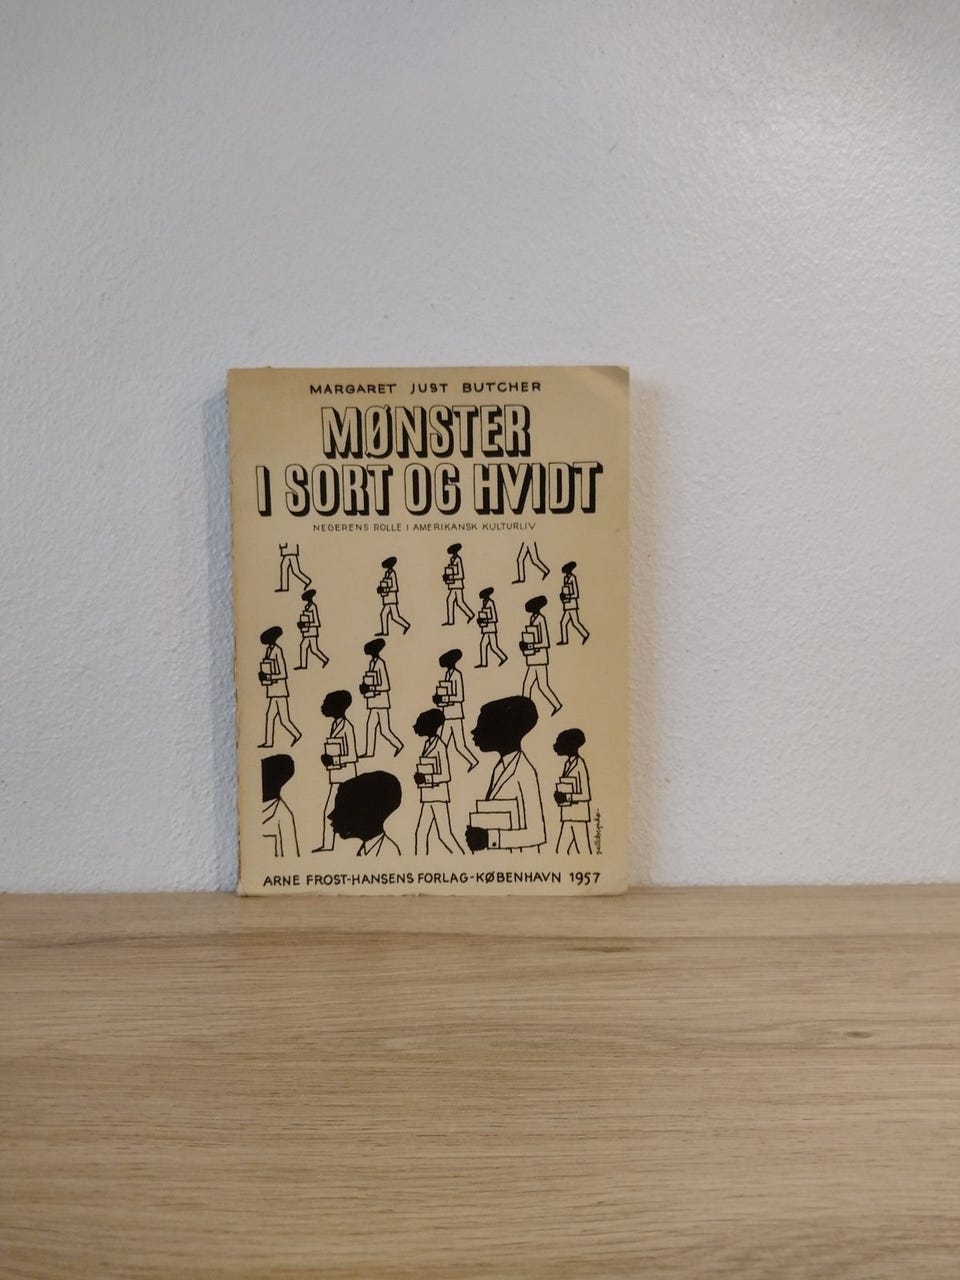 MARGARET JUST BUTCHER
MØNSTER
I SORT OG HVIDT
NEGERENS ROLLE I AMERIKANSK KULTURLIV
ARNE FROST-HANSENS FORLAG-KØBENHAVN 1957